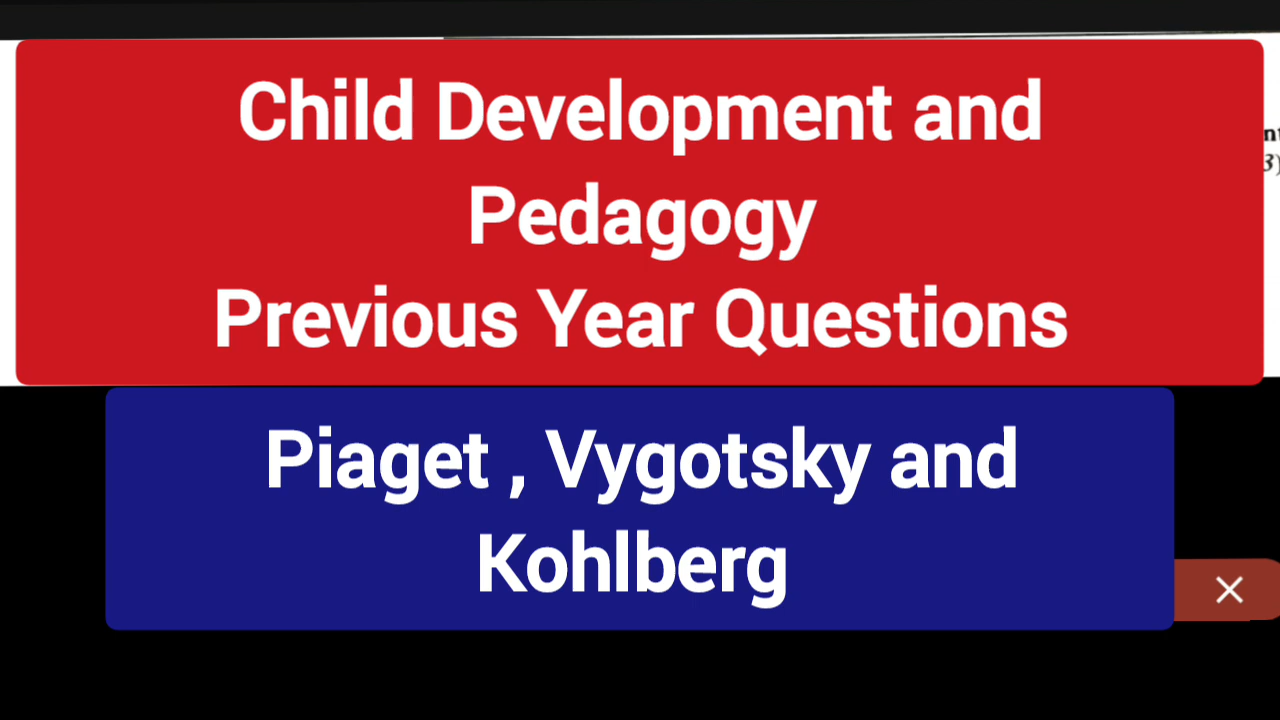 Child Development and
Pedagogy
Previous Year Questions
Piaget , Vygotsky and
Kohlberg